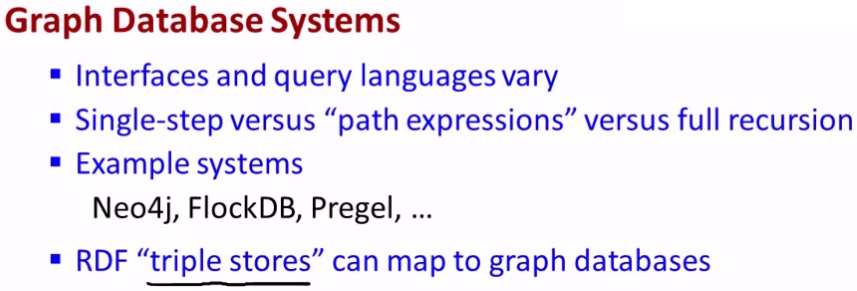 Graph Database Systems
▪ Interfaces and query languages vary
▪ Single-step versus “path expressions” versus full recursion
▪ Example systems
Neo4j, FlockDB, Pregel, ...
▪ RDF “triple stores” can map to graph databases